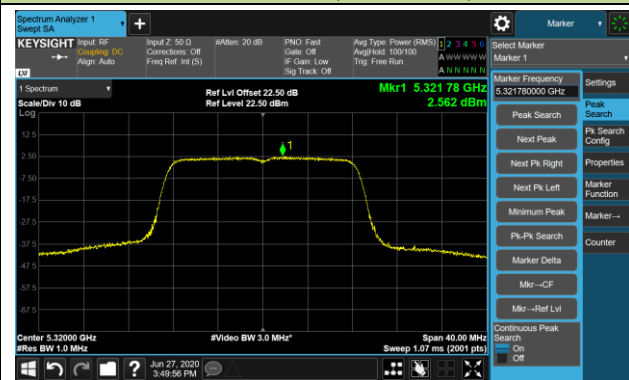 Spectrum Analyzer 1
Swept SA
Marker
KEYSIGHT
Input: RF
Coupling: DC
Align: Auto
Input Z: 50 Ω
Corrections: Off
Freq Ref: Int (S)
#Atten: 20 dB
PNO: Fast
Gate: Off
IF Gain: Low
Sig Track: Off
Avg Type: Power (RMS)
Avg|Hold: 100/100
Trig: Free Run
1 2 3 4 5 6
A W W W W W
A N N N N N
LXI
Select Marker
Marker 1
1 Spectrum
Scale/Div 10 dB
Log
Ref Lvl Offset 22.50 dB
Ref Level 22.50 dBm
Mkr1 5.321 78 GHz
2.562 dBm
12.5
2.50
-7.50
-17.5
-27.5
-37.5
-47.5
-57.5
-67.5
1
Center 5.32000 GHz
#Res BW 1.0 MHz
#Video BW 3.0 MHz*
Span 40.00 MHz
Sweep 1.07 ms (2001 pts)
Marker Frequency
5.321780000 GHz
Peak Search
Next Peak
Next Pk Right
Next Pk Left
Minimum Peak
Pk-Pk Search
Marker Delta
Mkr→CF
Mkr→Ref Lvl
Continuous Peak
Search
On
Off
Settings
Peak
Search
Pk Search
Config
Properties
Marker
Function
Marker→
Counter
Jun 27, 2020
3:49:56 PM